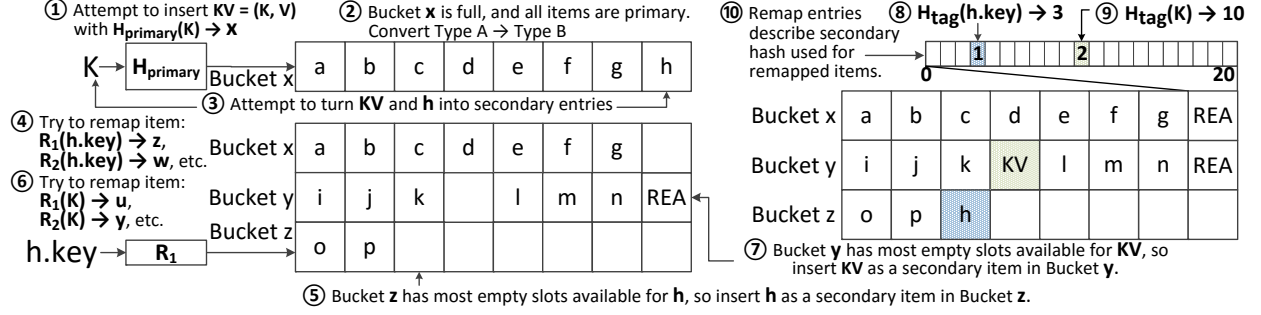 ① Attempt to insert KV = (K, V)
with Hprimary(K) → x
② Bucket x is full, and all items are primary.
Convert Type A → Type B
K
Hprimary
Bucket x
a b c d e f g h
③ Attempt to turn KV and h into secondary entries
④ Try to remap item:
R1(h.key) → z,
R2(h.key) → w, etc.
⑥ Try to remap item:
R1(K) → u,
R2(K) → y, etc.
h.key
R1
Bucket x a b c d e f g
Bucket y i j k l m n REA
Bucket z o p
⑤ Bucket z has most empty slots available for h, so insert h as a secondary item in Bucket z.
⑩ Remap entries
describe secondary
hash used for
remapped items.
⑧ Htag(h.key) → 3
⑨ Htag(K) → 10
1 2
0 20
Bucket x a b c d e f g REA
Bucket y i j k KV l m n REA
Bucket z o p h
⑦ Bucket y has most empty slots available for KV, so
insert KV as a secondary item in Bucket y.